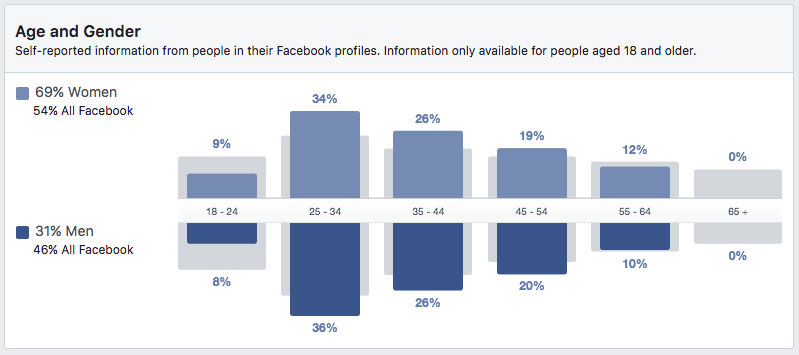 Age and Gender
Self-reported information from people in their Facebook profiles. Information only available for people aged 18 and older.
69% Women
54% All Facebook
9%
34%
26%
19%
12%
0%
18 - 24
25 - 34
35 - 44
45 - 54
55 - 64
65 +
31% Men
46% All Facebook
8%
36%
26%
20%
10%
0%